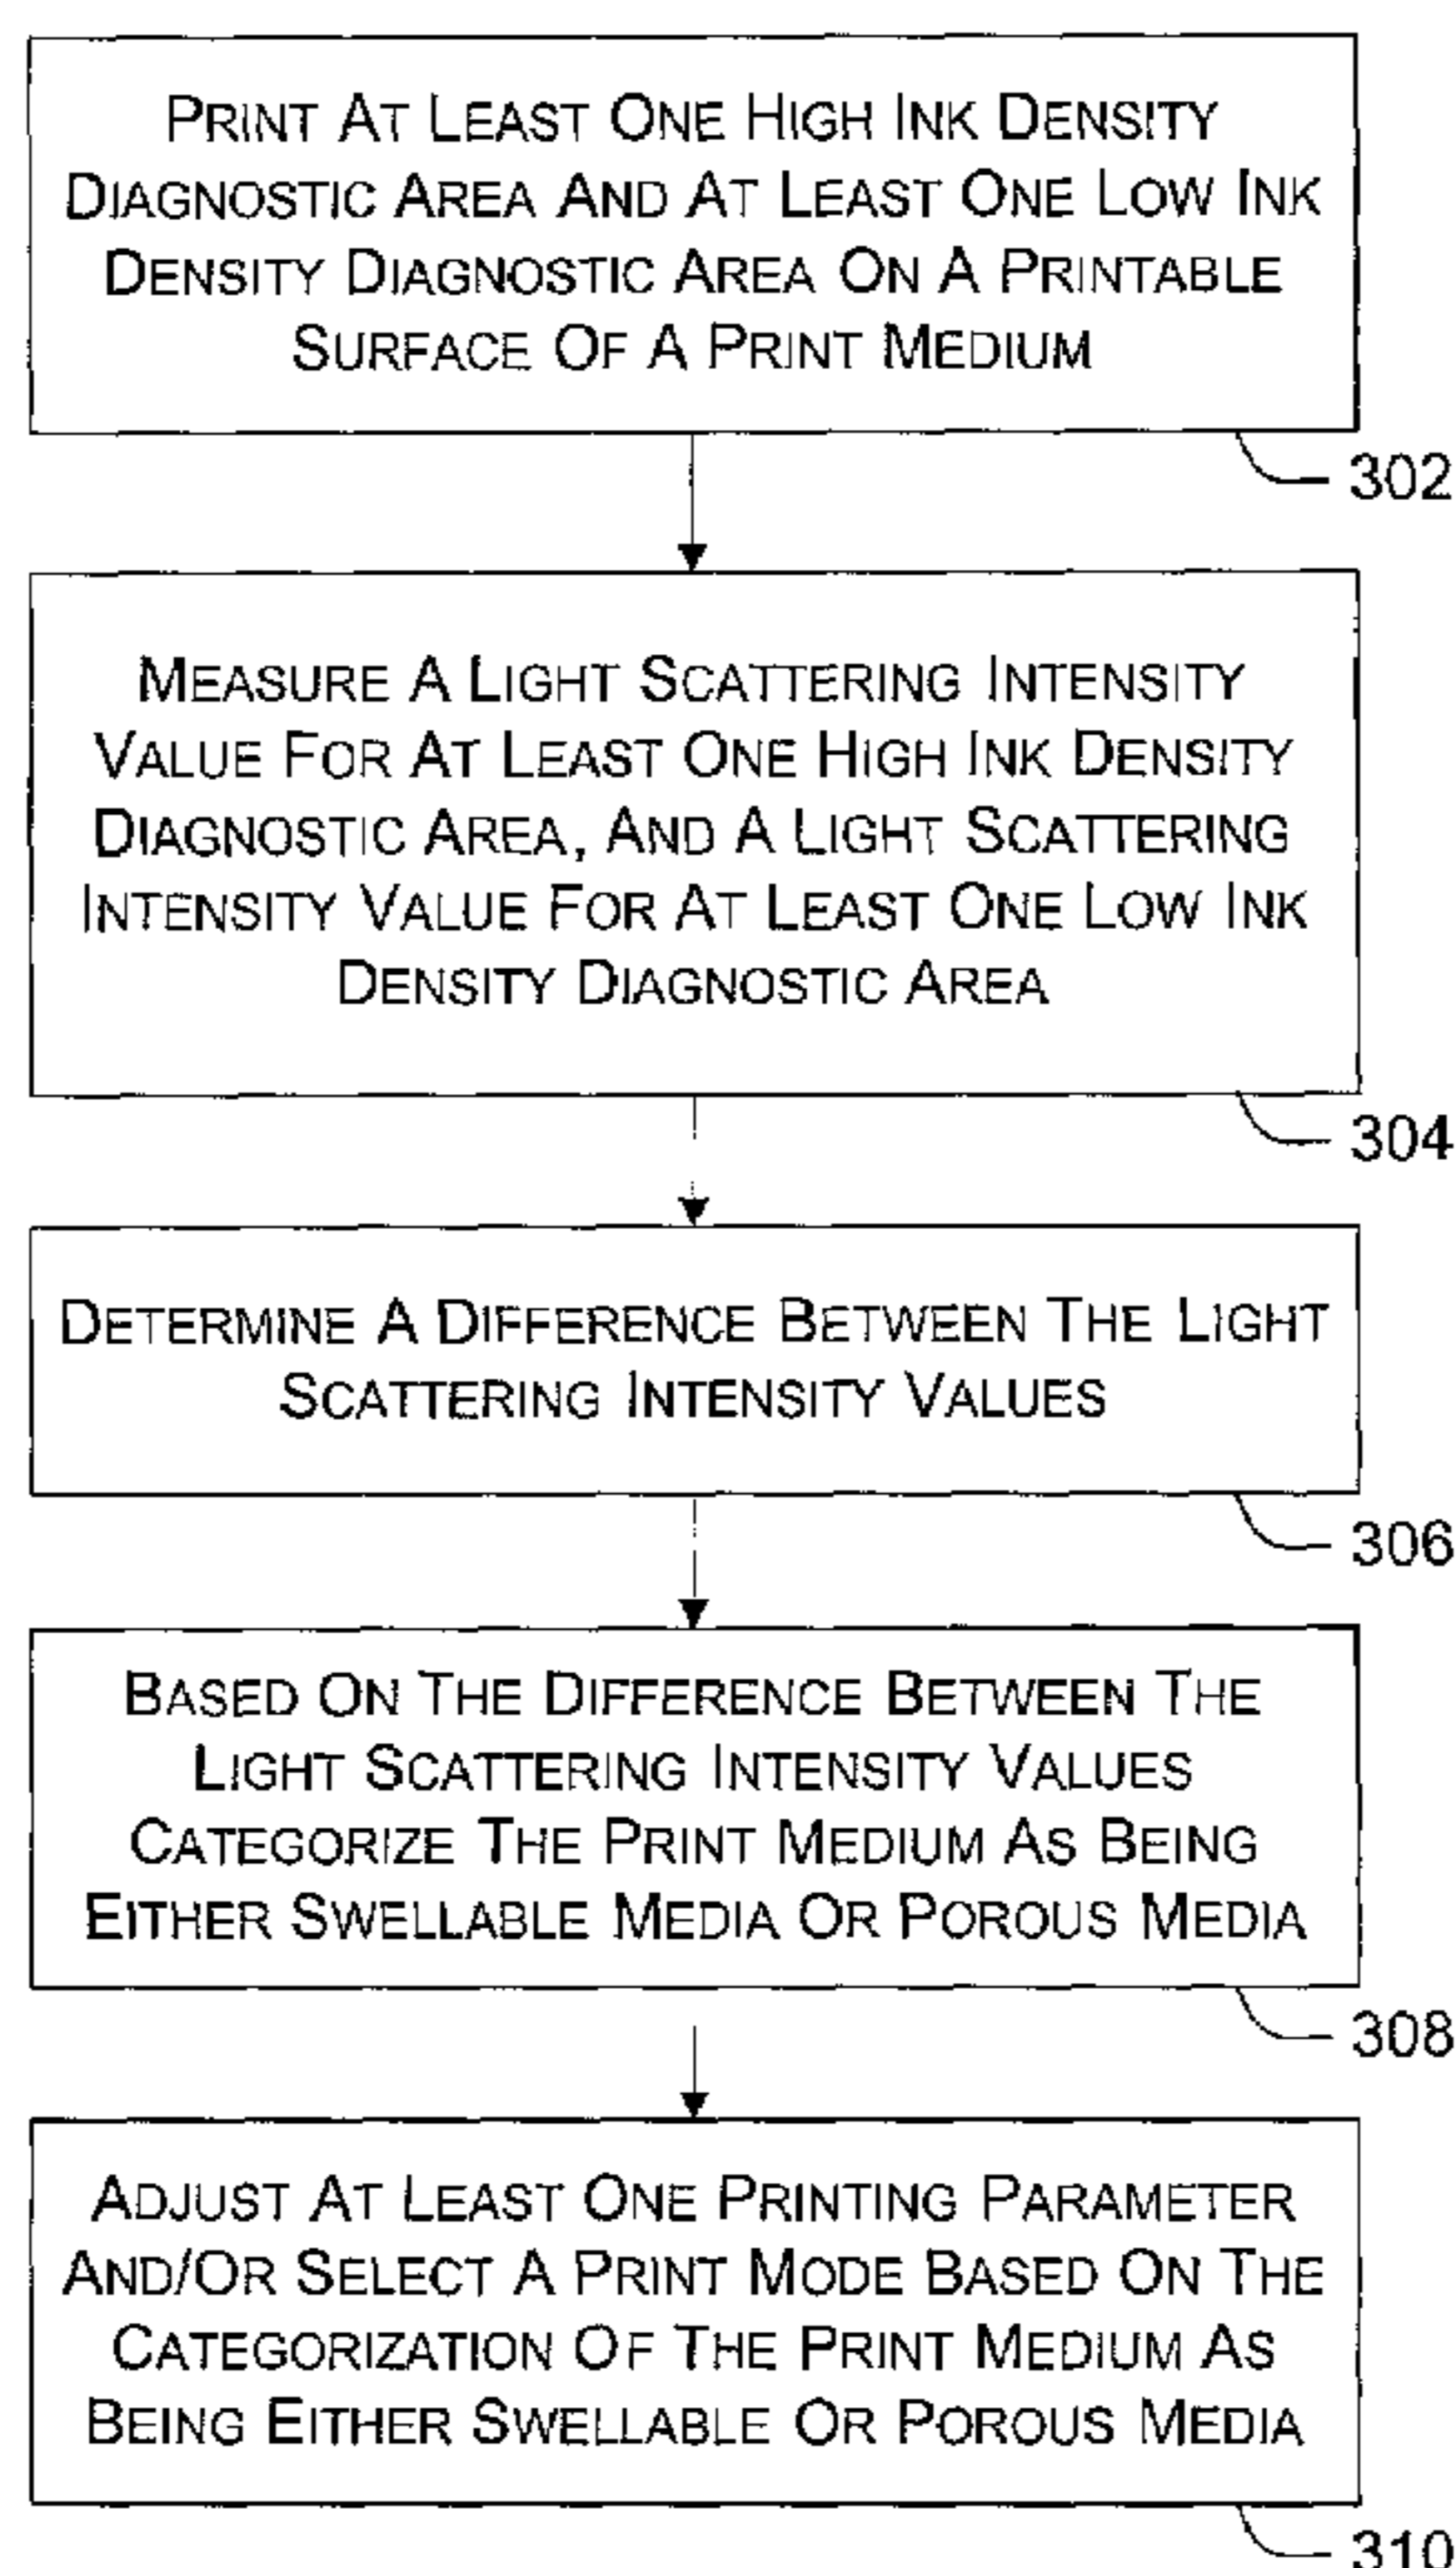 PRINT AT LEAST ONE HIGH INK DENSITY
DIAGNOSTIC AREA AND AT LEAST ONE LOW INK
DENSITY DIAGNOSTIC AREA ON A PRINTABLE
SURFACE OF A PRINT MEDIUM
302
MEASURE A LIGHT SCATTERING INTENSITY
VALUE FOR AT LEAST ONE HIGH INK DENSITY
DIAGNOSTIC AREA, AND A LIGHT SCATTERING
INTENSITY VALUE FOR AT LEAST ONE LOW INK
DENSITY DIAGNOSTIC AREA
304
DETERMINE A DIFFERENCE BETWEEN THE LIGHT
SCATTERING INTENSITY VALUES
306
BASED ON THE DIFFERENCE BETWEEN THE
LIGHT SCATTERING INTENSITY VALUES
CATEGORIZE THE PRINT MEDIUM AS BEING
EITHER SWELLABLE MEDIA OR POROUS MEDIA
308
ADJUST AT LEAST ONE PRINTING PARAMETER
AND/OR SELECT A PRINT MODE BASED ON THE
CATEGORIZATION OF THE PRINT MEDIUM AS
BEING EITHER SWELLABLE OR POROUS MEDIA
310